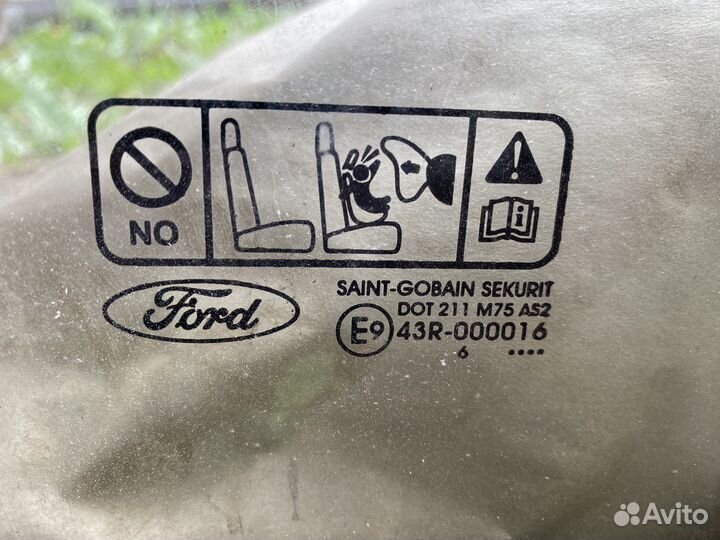 NO
Ford
SAINT-GOBAIN SEKURIT
DOT 211 M75 AS2
E9 43R-000016
6 ....
Avito